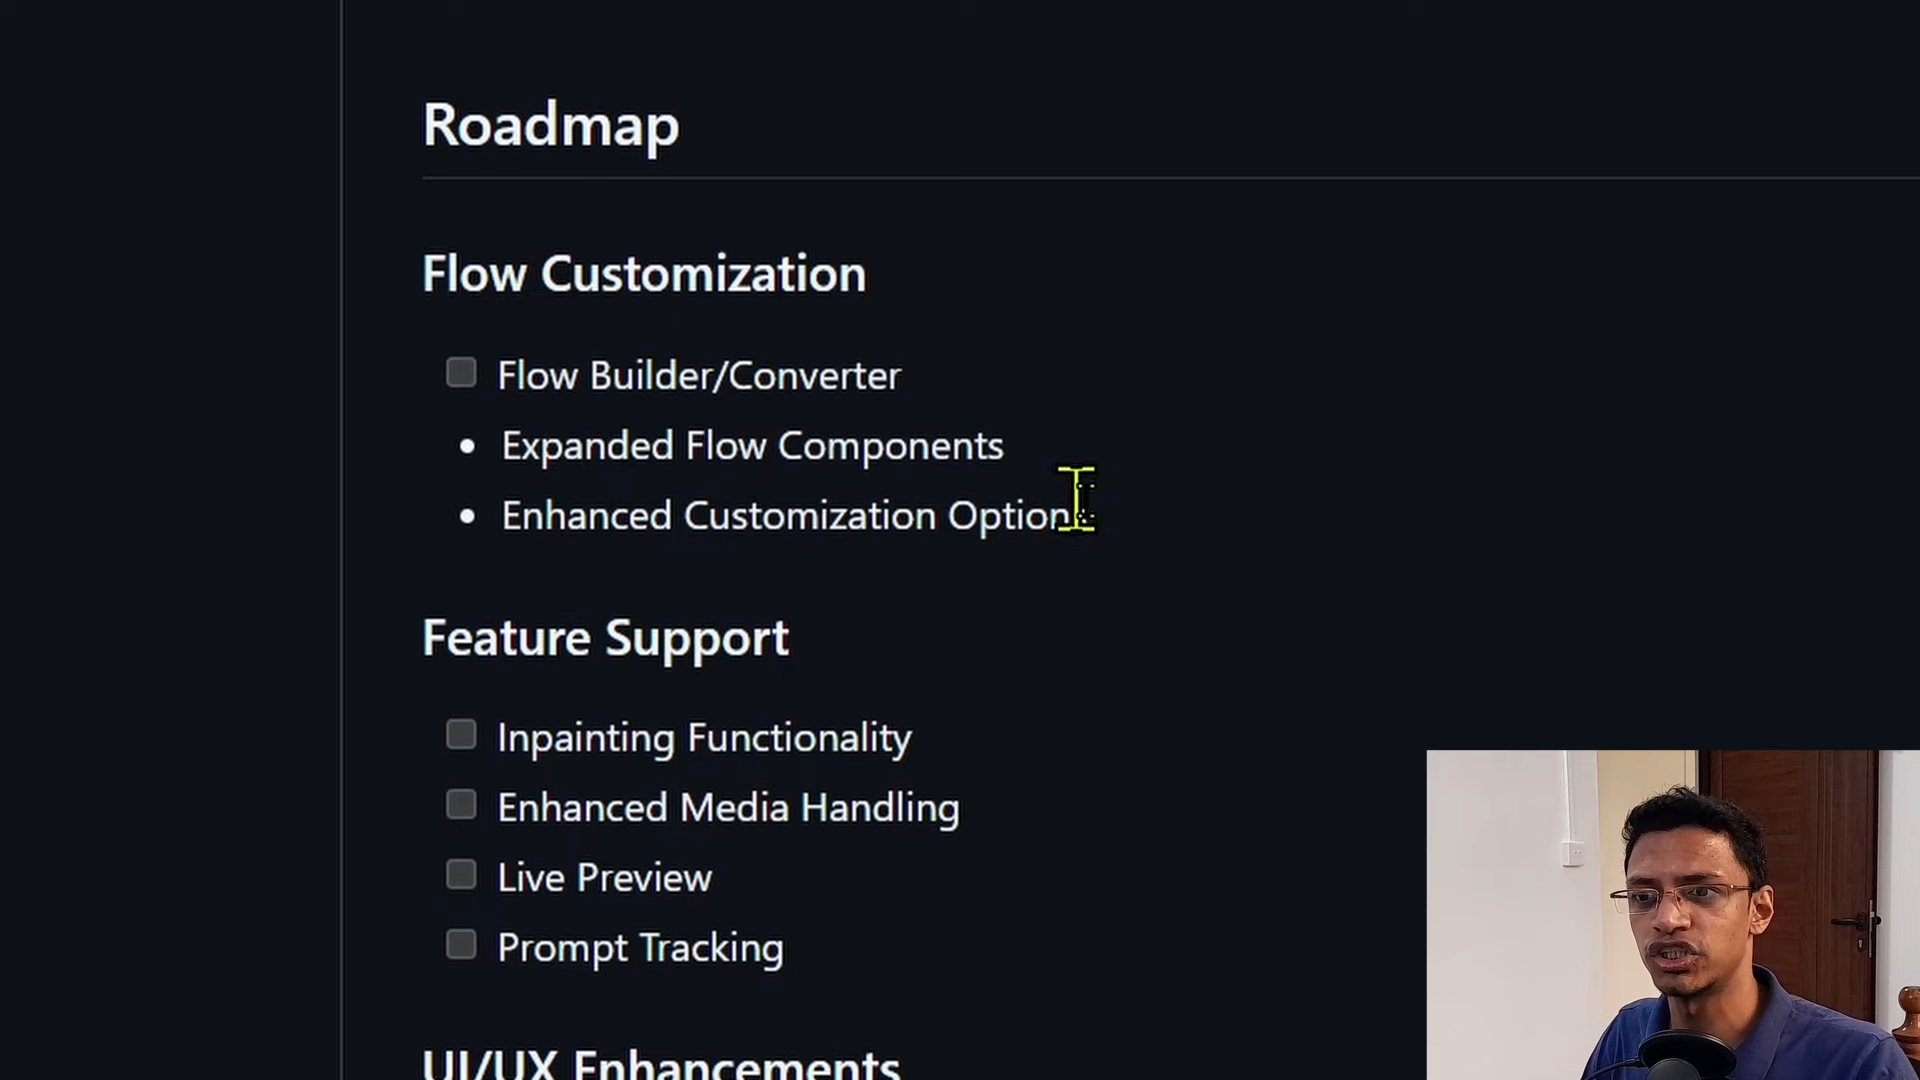 Roadmap
Flow Customization
Flow Builder/Converter
Expanded Flow Components
Enhanced Customization Option
Feature Support
Inpainting Functionality
Enhanced Media Handling
Live Preview
Prompt Tracking
UI/UX Enhancements